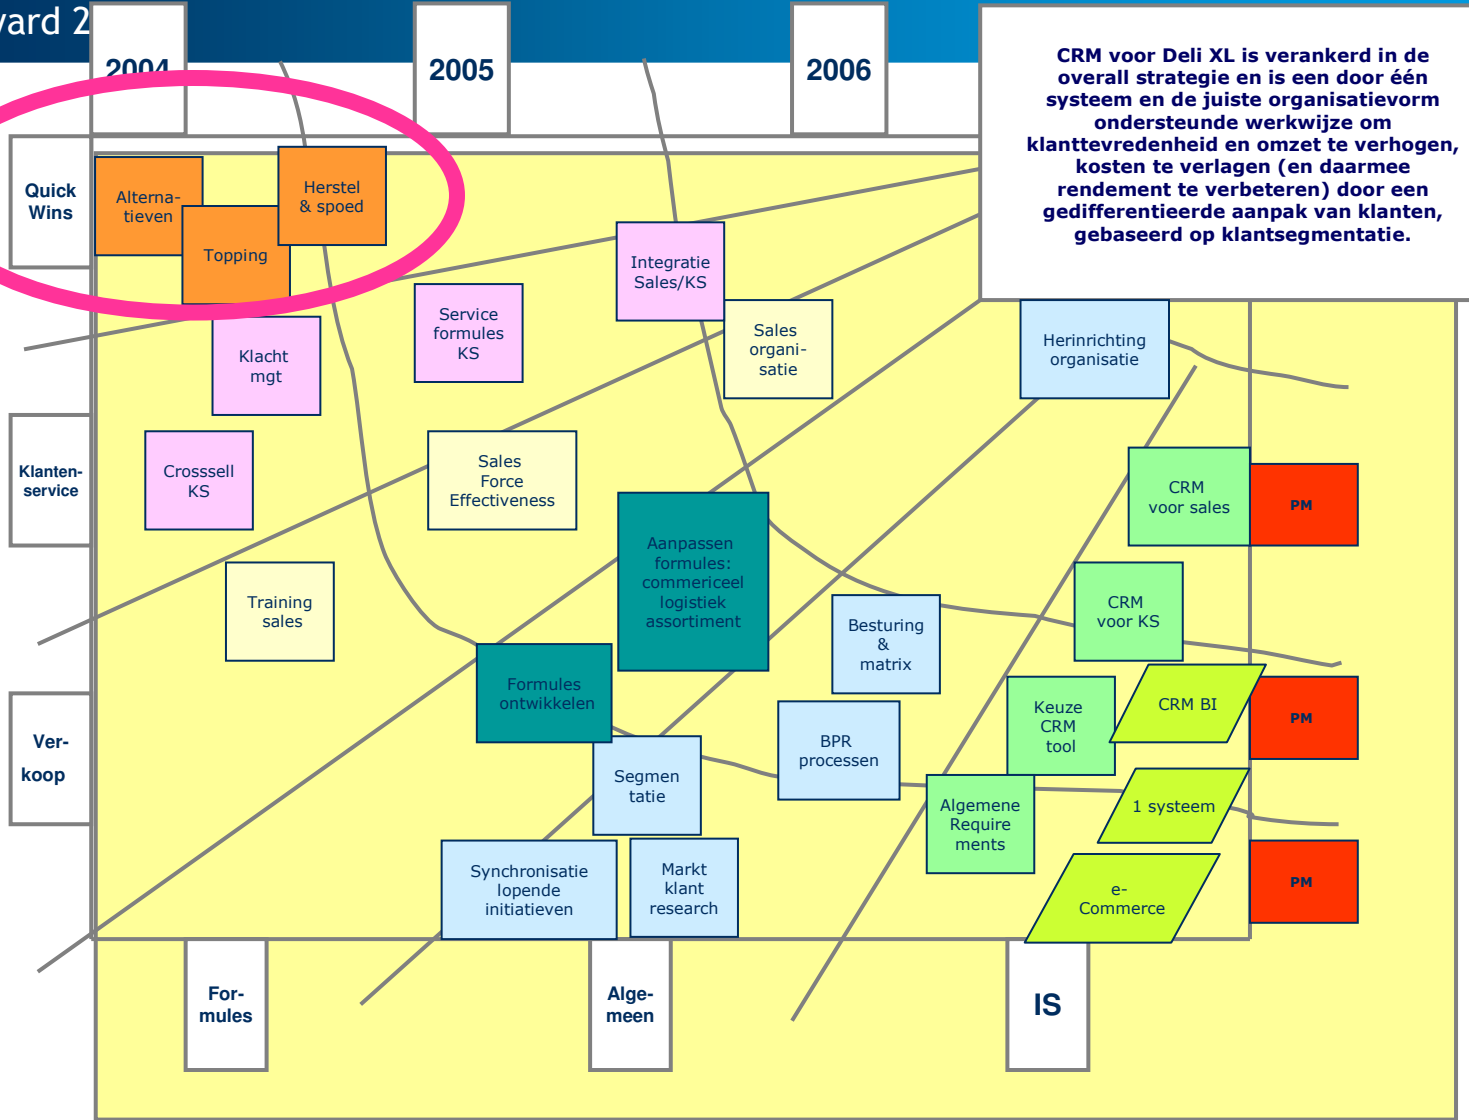 vard 2
2004
2005
2006
CRM voor Deli XL is verankerd in de
overall strategie en is een door één
systeem en de juiste organisatievorm
ondersteunde werkwijze om
klanttevredenheid en omzet te verhogen,
kosten te verlagen (en daarmee
rendement te verbeteren) door een
gedifferentieerde aanpak van klanten,
gebaseerd op klantsegmentatie.
Quick
Wins
Alterna-
tieven
Topping
Herstel
& spoed
Integratie
Sales/KS
Service
formules
KS
Sales
organi-
satie
Herinrichting
organisatie
Klacht
mgt
Klanten-
service
Crosssell
KS
Sales
Force
Effectiveness
CRM
voor sales
PM
Aanpassen
formules:
commericeel
logistiek
assortiment
Training
sales
Besturing
&
matrix
CRM
voor KS
Formules
ontwikkelen
Ver-
koop
BPR
processen
Keuze
CRM
tool
CRM BI
PM
Segmen
tatie
Algemene
Require
ments
1 systeem
Synchronisatie
lopende
initiatieven
Markt
klant
research
e-
Commerce
PM
For-
mules
Alge-
meen
IS